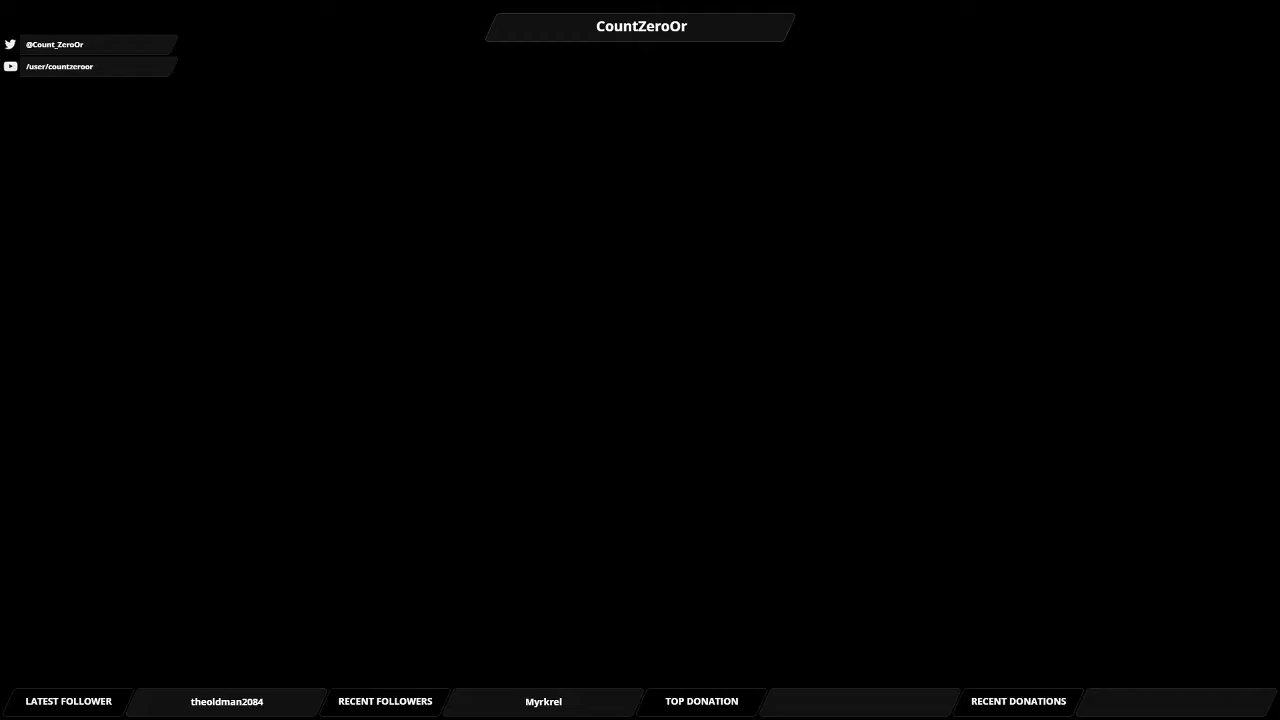 CountZeroOr
@Count_ZeroOr
/user/countzeroor
LATEST FOLLOWER theoldman2084 RECENT FOLLOWERS Myrkrel TOP DONATION RECENT DONATIONS